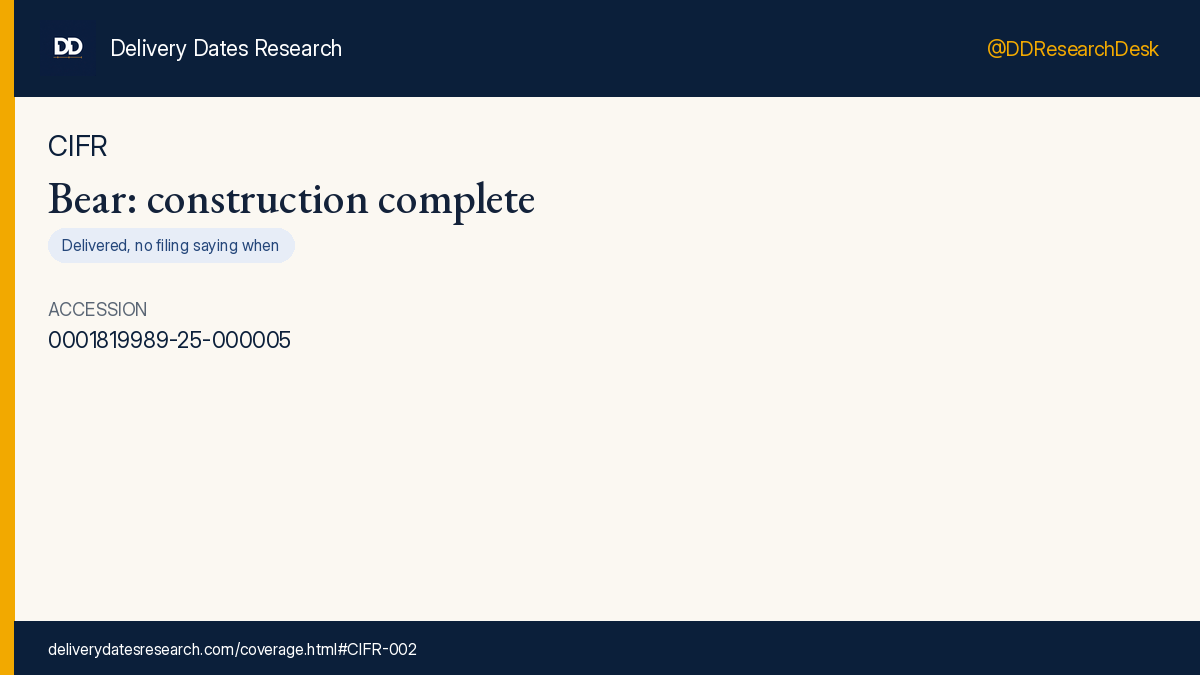 DD
Delivery Dates Research
@DDResearchDesk
CIFR
Bear: construction complete
Delivered, no filing saying when
ACCESSION
0001819989-25-000005
deliverydatesresearch.com/coverage.html#CIFR-002